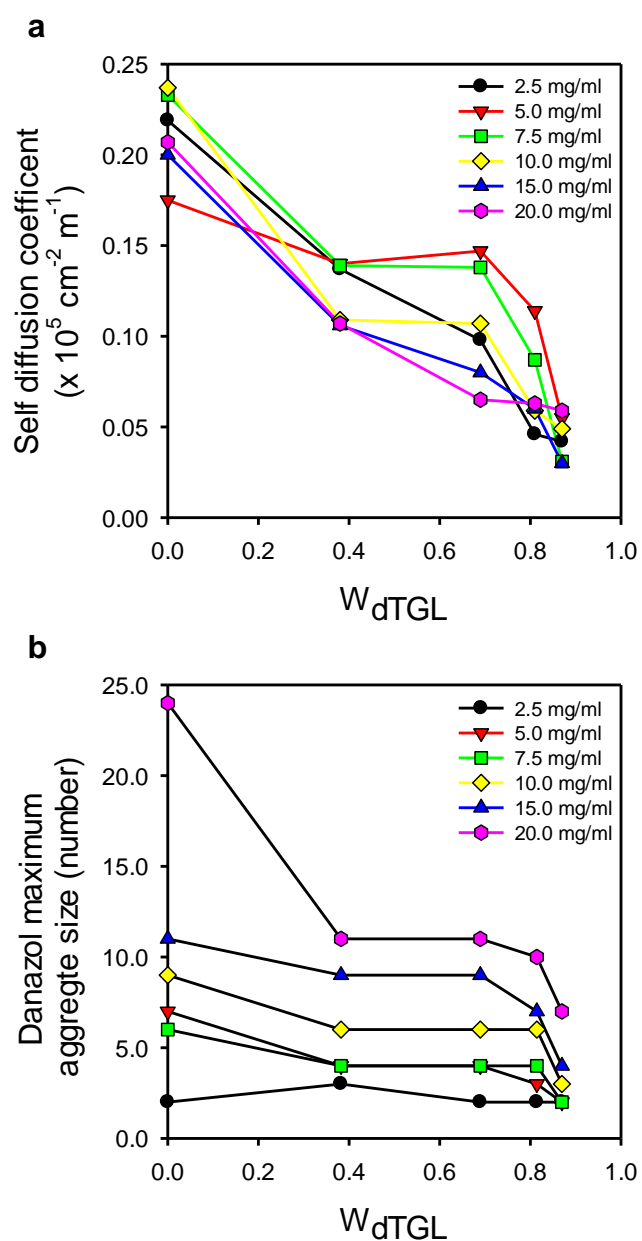 a
Self diffusion coefficent
(x 10⁵ cm⁻² m⁻¹)
0.25
0.20
0.15
0.10
0.05
0.00
2.5 mg/ml
5.0 mg/ml
7.5 mg/ml
10.0 mg/ml
15.0 mg/ml
20.0 mg/ml
0.0 0.2 0.4 0.6 0.8 1.0
WdTGL
b
Danazol maximum
aggregte size (number)
25.0
20.0
15.0
10.0
5.0
0.0
2.5 mg/ml
5.0 mg/ml
7.5 mg/ml
10.0 mg/ml
15.0 mg/ml
20.0 mg/ml
0.0 0.2 0.4 0.6 0.8 1.0
WdTGL